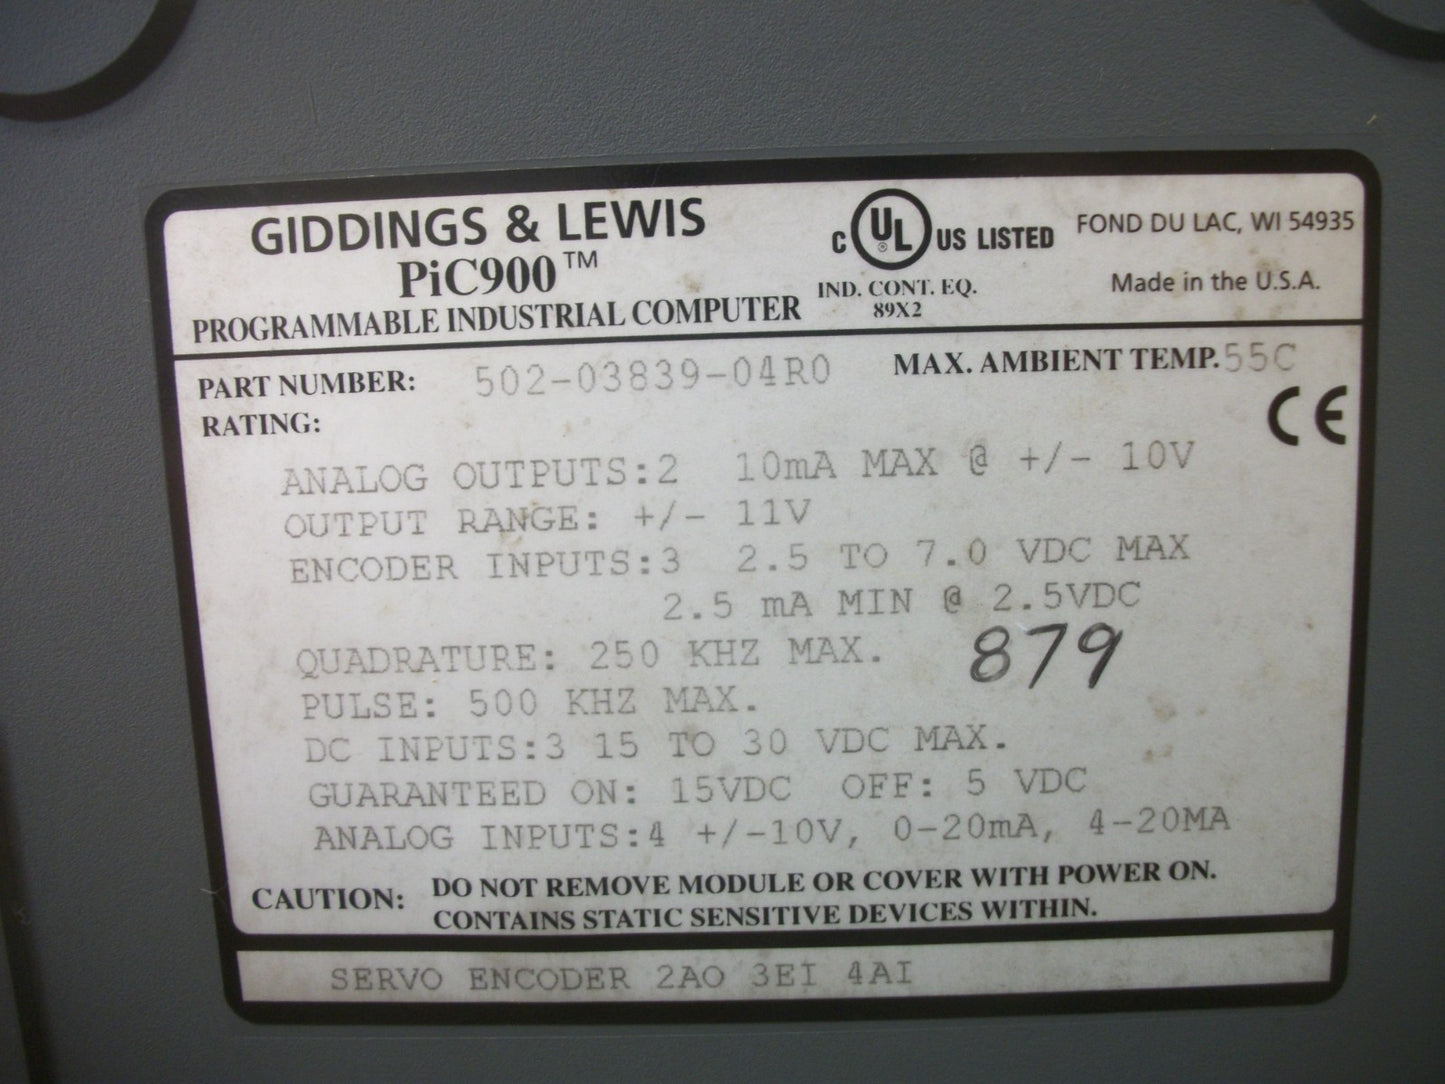 GIDDINGS & LEWIS
PiC900™
PROGRAMMABLE INDUSTRIAL COMPUTER
C UL ® US LISTED
IND. CONT. EQ.
89X2
FOND DU LAC, WI 54935
Made in the U.S.A.
PART NUMBER: 502-03839-04R0 MAX. AMBIENT TEMP. 55C
RATING:
CE
ANALOG OUTPUTS:2 10mA MAX @ +/- 10V
OUTPUT RANGE: +/- 11V
ENCODER INPUTS:3 2.5 TO 7.0 VDC MAX
2.5 mA MIN @ 2.5VDC
879
QUADRATURE: 250 KHZ MAX.
PULSE: 500 KHZ MAX.
DC INPUTS:3 15 TO 30 VDC MAX.
GUARANTEED ON: 15VDC OFF: 5 VDC
ANALOG INPUTS:4 +/-10V, 0-20mA, 4-20MA
CAUTION: DO NOT REMOVE MODULE OR COVER WITH POWER ON.
CONTAINS STATIC SENSITIVE DEVICES WITHIN.
SERVO ENCODER 2AO 3EI 4AI